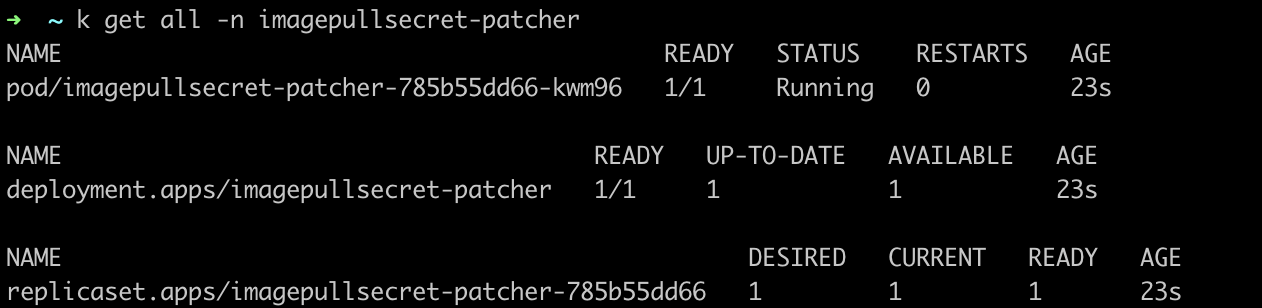 ➜  ~ k get all -n imagepullsecret-patcher
NAME                                           READY   STATUS    RESTARTS   AGE
pod/imagepullsecret-patcher-785b55dd66-kwm96   1/1     Running   0          23s

NAME                                      READY   UP-TO-DATE   AVAILABLE   AGE
deployment.apps/imagepullsecret-patcher   1/1     1            1           23s

NAME                                                 DESIRED   CURRENT   READY   AGE
replicaset.apps/imagepullsecret-patcher-785b55dd66   1         1         1       23s